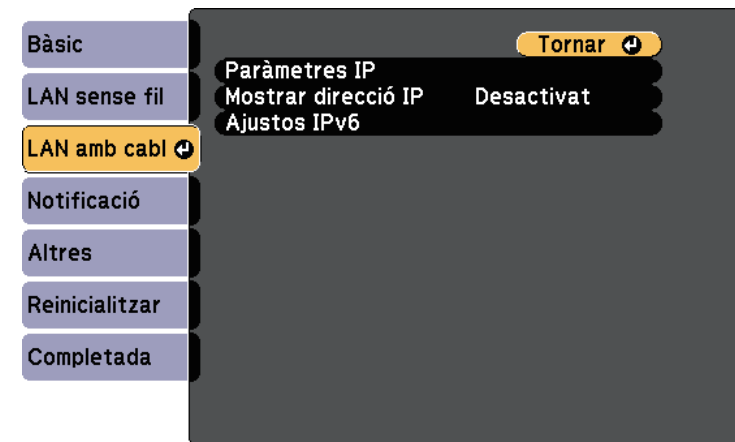 Bàsic
LAN sense fil
LAN amb cabl
Notificació
Altres
Reinicialitzar
Completada
Tornar
Paràmetres IP
Mostrar direcció IP Desactivat
Ajustos IPv6